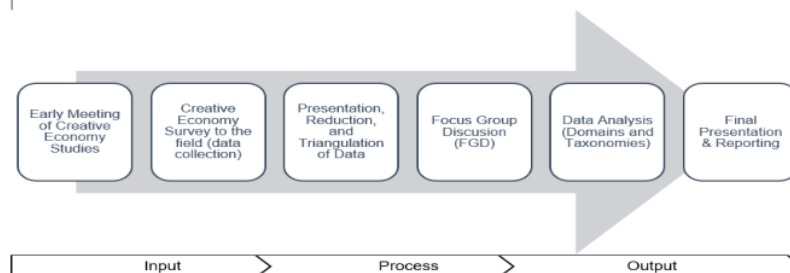 Early Meeting
of Creative
Economy
Studies
Creative
Economy
Survey to the
field (data
collection)
Presentation,
Reduction,
and
Triangulation
of Data
Focus Group
Discusion
(FGD)
Data Analysis
(Domains and
Taxonomies)
Final
Presentation
& Reporting
Input
Process
Output